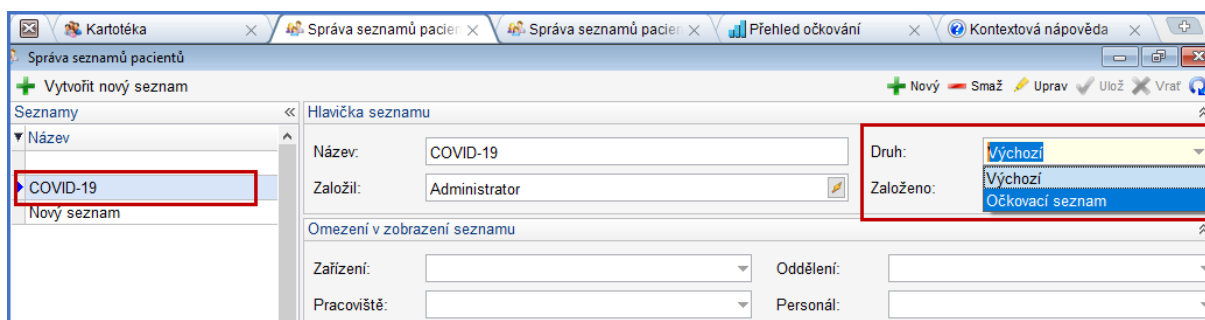 Kartotéka
Správa seznamů pacien
Správa seznamů pacien
Přehled očkování
Kontextová nápověda
Správa seznamů pacientů
Vytvořit nový seznam
Nový Smaž Uprav Ulož Vrať
Seznamy
Hlavička seznamu
Název
Název: COVID-19
Druh: Výchozí
Výchozí
COVID-19
Založil: Administrator
Založeno:
Očkovací seznam
Nový seznam
Omezení v zobrazení seznamu
Zařízení:
Oddělení:
Pracoviště:
Personál: